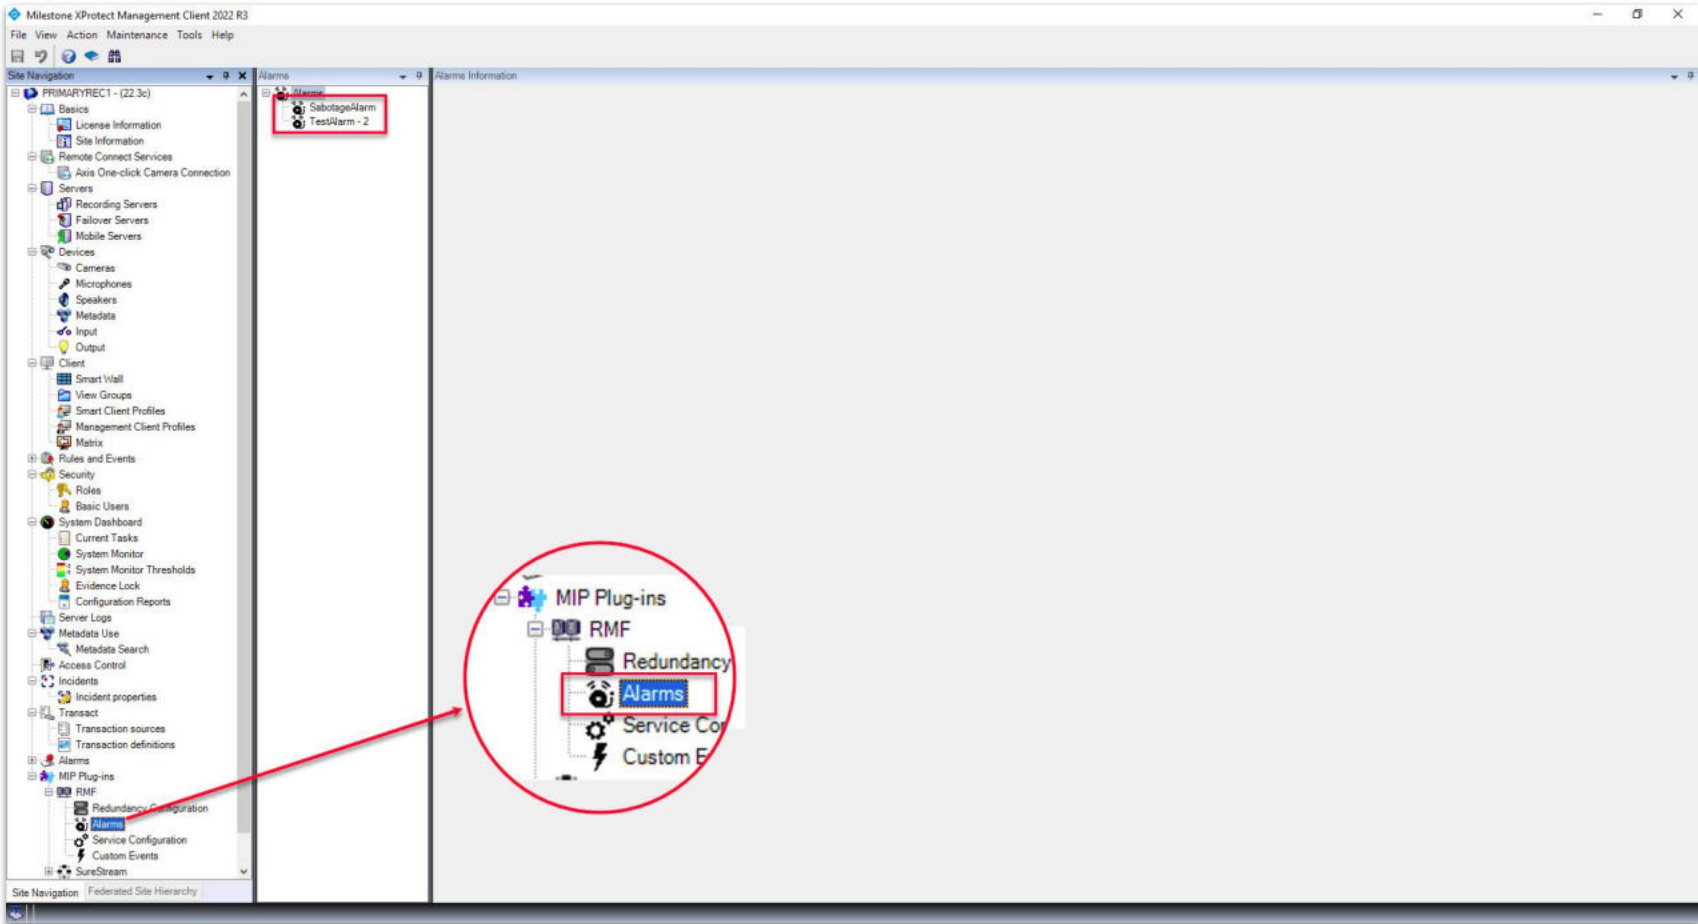 Milestone XProtect Management Client 2022 R3
File View Action Maintenance Tools Help
Site Navigation
PRIMARYREC1 - (22.3c)
Basics
License Information
Site Information
Remote Connect Services
Axis One-click Camera Connection
Servers
Recording Servers
Failover Servers
Mobile Servers
Devices
Cameras
Microphones
Speakers
Metadata
Input
Output
Client
Smart Wall
View Groups
Smart Client Profiles
Management Client Profiles
Matrix
Rules and Events
Security
Roles
Basic Users
System Dashboard
Current Tasks
System Monitor
System Monitor Thresholds
Evidence Lock
Configuration Reports
Server Logs
Metadata Use
Metadata Search
Access Control
Incidents
Incident properties
Transact
Transaction sources
Transaction definitions
Alarms
MIP Plug-ins
RMF
Redundancy Configuration
Alarms
Service Configuration
Custom Events
SureStream
Site Navigation Federated Site Hierarchy
Alarms
Alarms
SabotageAlarm
TestAlarm - 2
Alarms Information
MIP Plug-ins
RMF
Redundancy
Alarms
Service Cor
Custom E